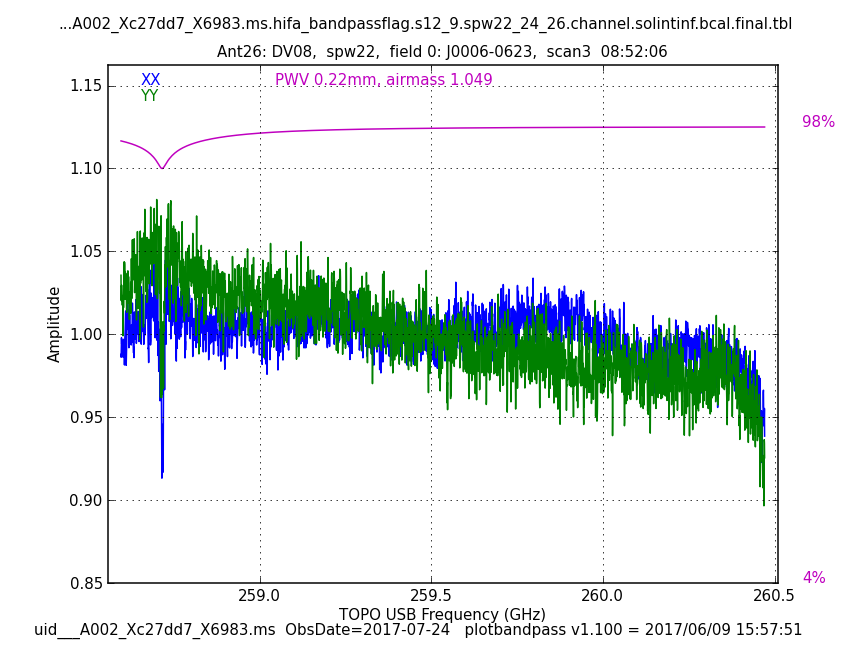 ...A002_Xc27dd7_X6983.ms.hifa_bandpassflag.s12_9.spw22_24_26.channel.solintinf.bcal.final.tbl
Ant26: DV08,  spw22,  field 0: J0006-0623,  scan3  08:52:06
XX
YY
PWV 0.22mm, airmass 1.049
98%
4%
1.15
1.10
1.05
1.00
0.95
0.90
0.85
Amplitude
259.0
259.5
260.0
260.5
TOPO USB Frequency (GHz)
uid___A002_Xc27dd7_X6983.ms  ObsDate=2017-07-24   plotbandpass v1.100 = 2017/06/09 15:57:51